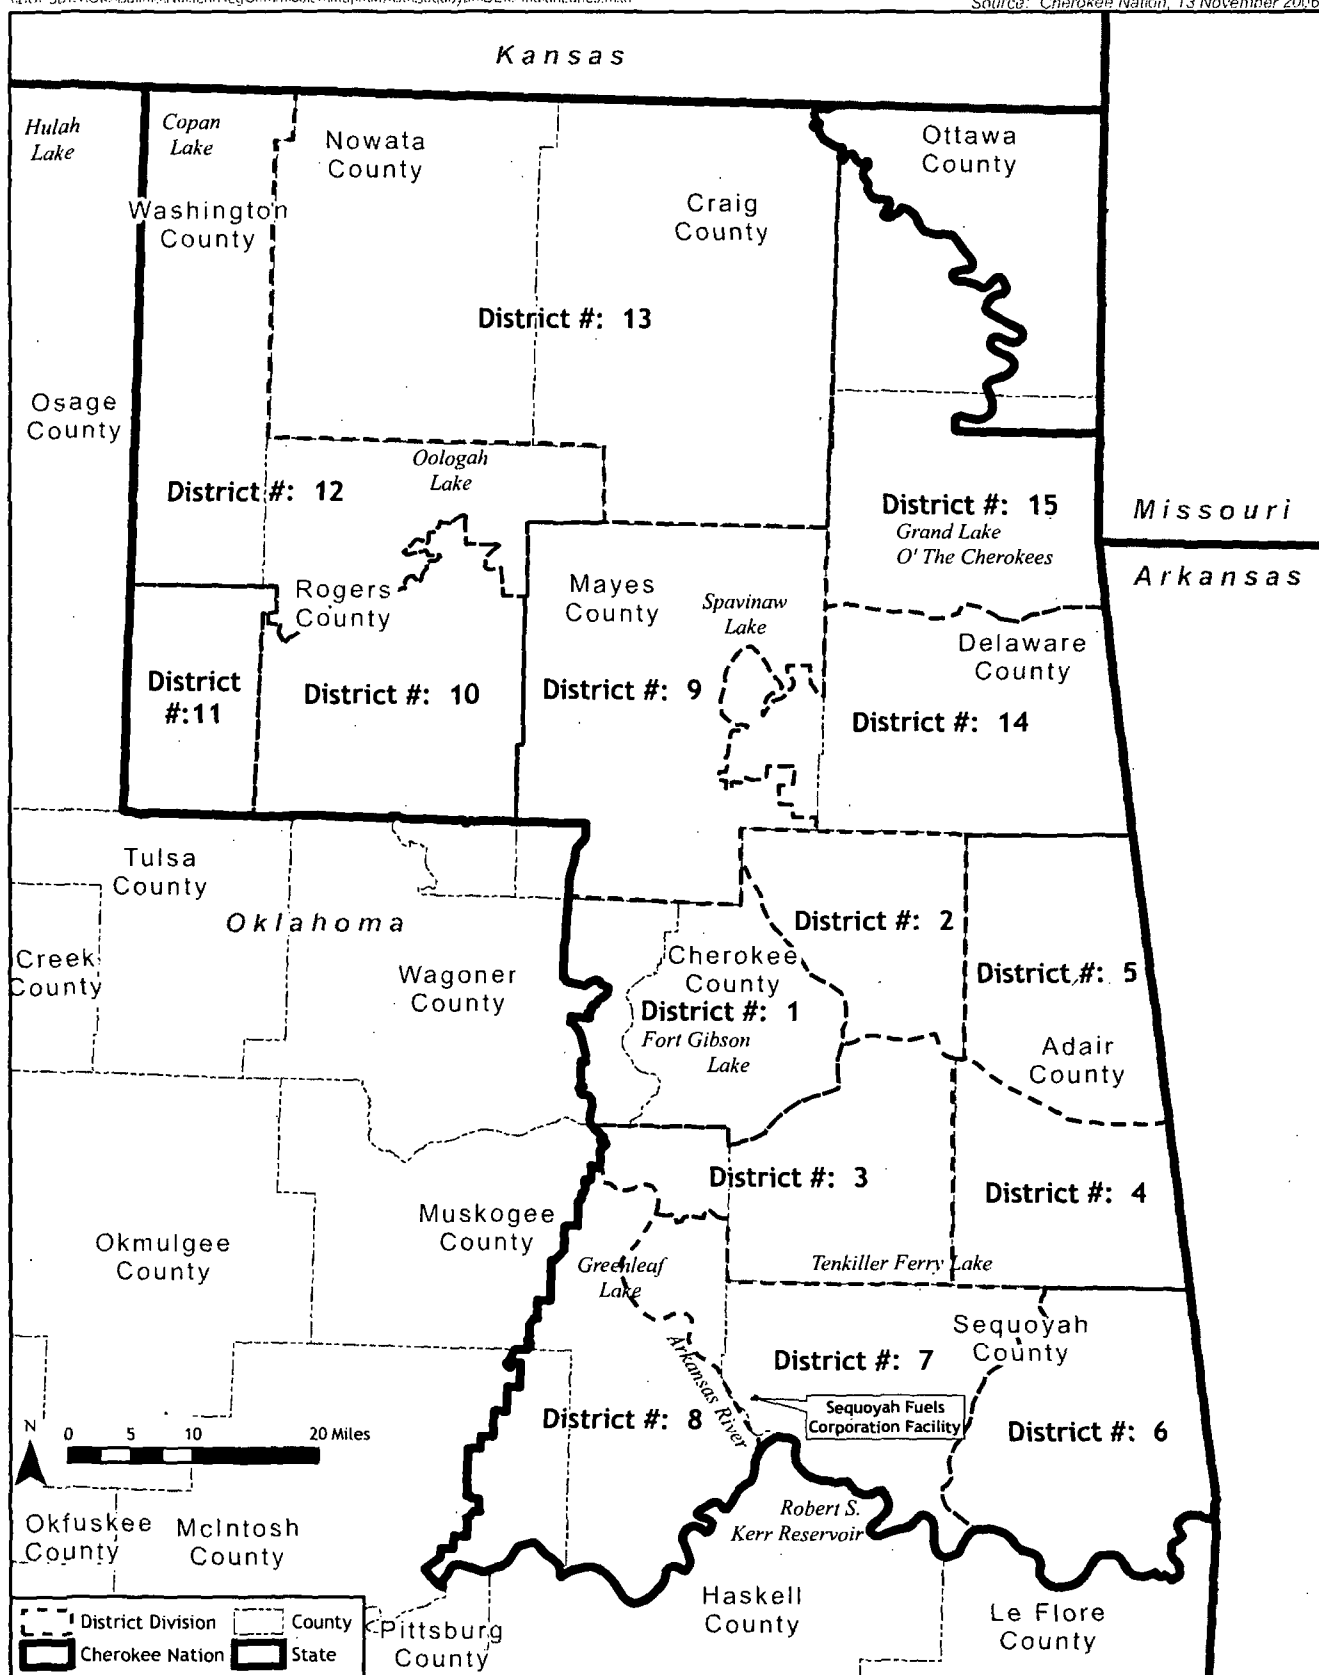 Source: Cherokee Nation, 13 November 2006
Kansas
Hulah
Lake
Copan
Lake
Nowata
County
Ottawa
County
Washington
County
Craig
County
District #: 13
Osage
County
Oologah
Lake
District #: 12
District #: 15
Grand Lake
O' The Cherokees
Missouri
Arkansas
Rogers
County
Mayes
County
Spavinaw
Lake
Delaware
County
District
#:11
District #: 10
District #: 9
District #: 14
Tulsa
County
Oklahoma
District #: 2
Creek
County
Wagoner
County
Cherokee
County
District #: 5
District #: 1
Fort Gibson
Lake
Adair
County
District #: 3
District #: 4
Muskogee
County
Okmulgee
County
Greenleaf
Lake
Tenkiller Ferry Lake
Sequoyah
County
Arkansas River
District #: 7
Sequoyah Fuels
Corporation Facility
District #: 8
District #: 6
N
0 5 10 20 Miles
Robert S.
Kerr Reservoir
Okfuskee
County
McIntosh
County
Haskell
County
Le Flore
County
Pittsburg
County
District Division
County
Cherokee Nation
State